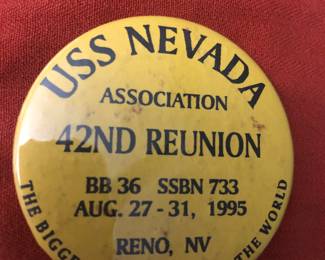 USS NEVADA
ASSOCIATION
42ND REUNION
BB 36 SSBN 733
AUG. 27-31, 1995
RENO, NV
THE BIGGE
THE WORLD